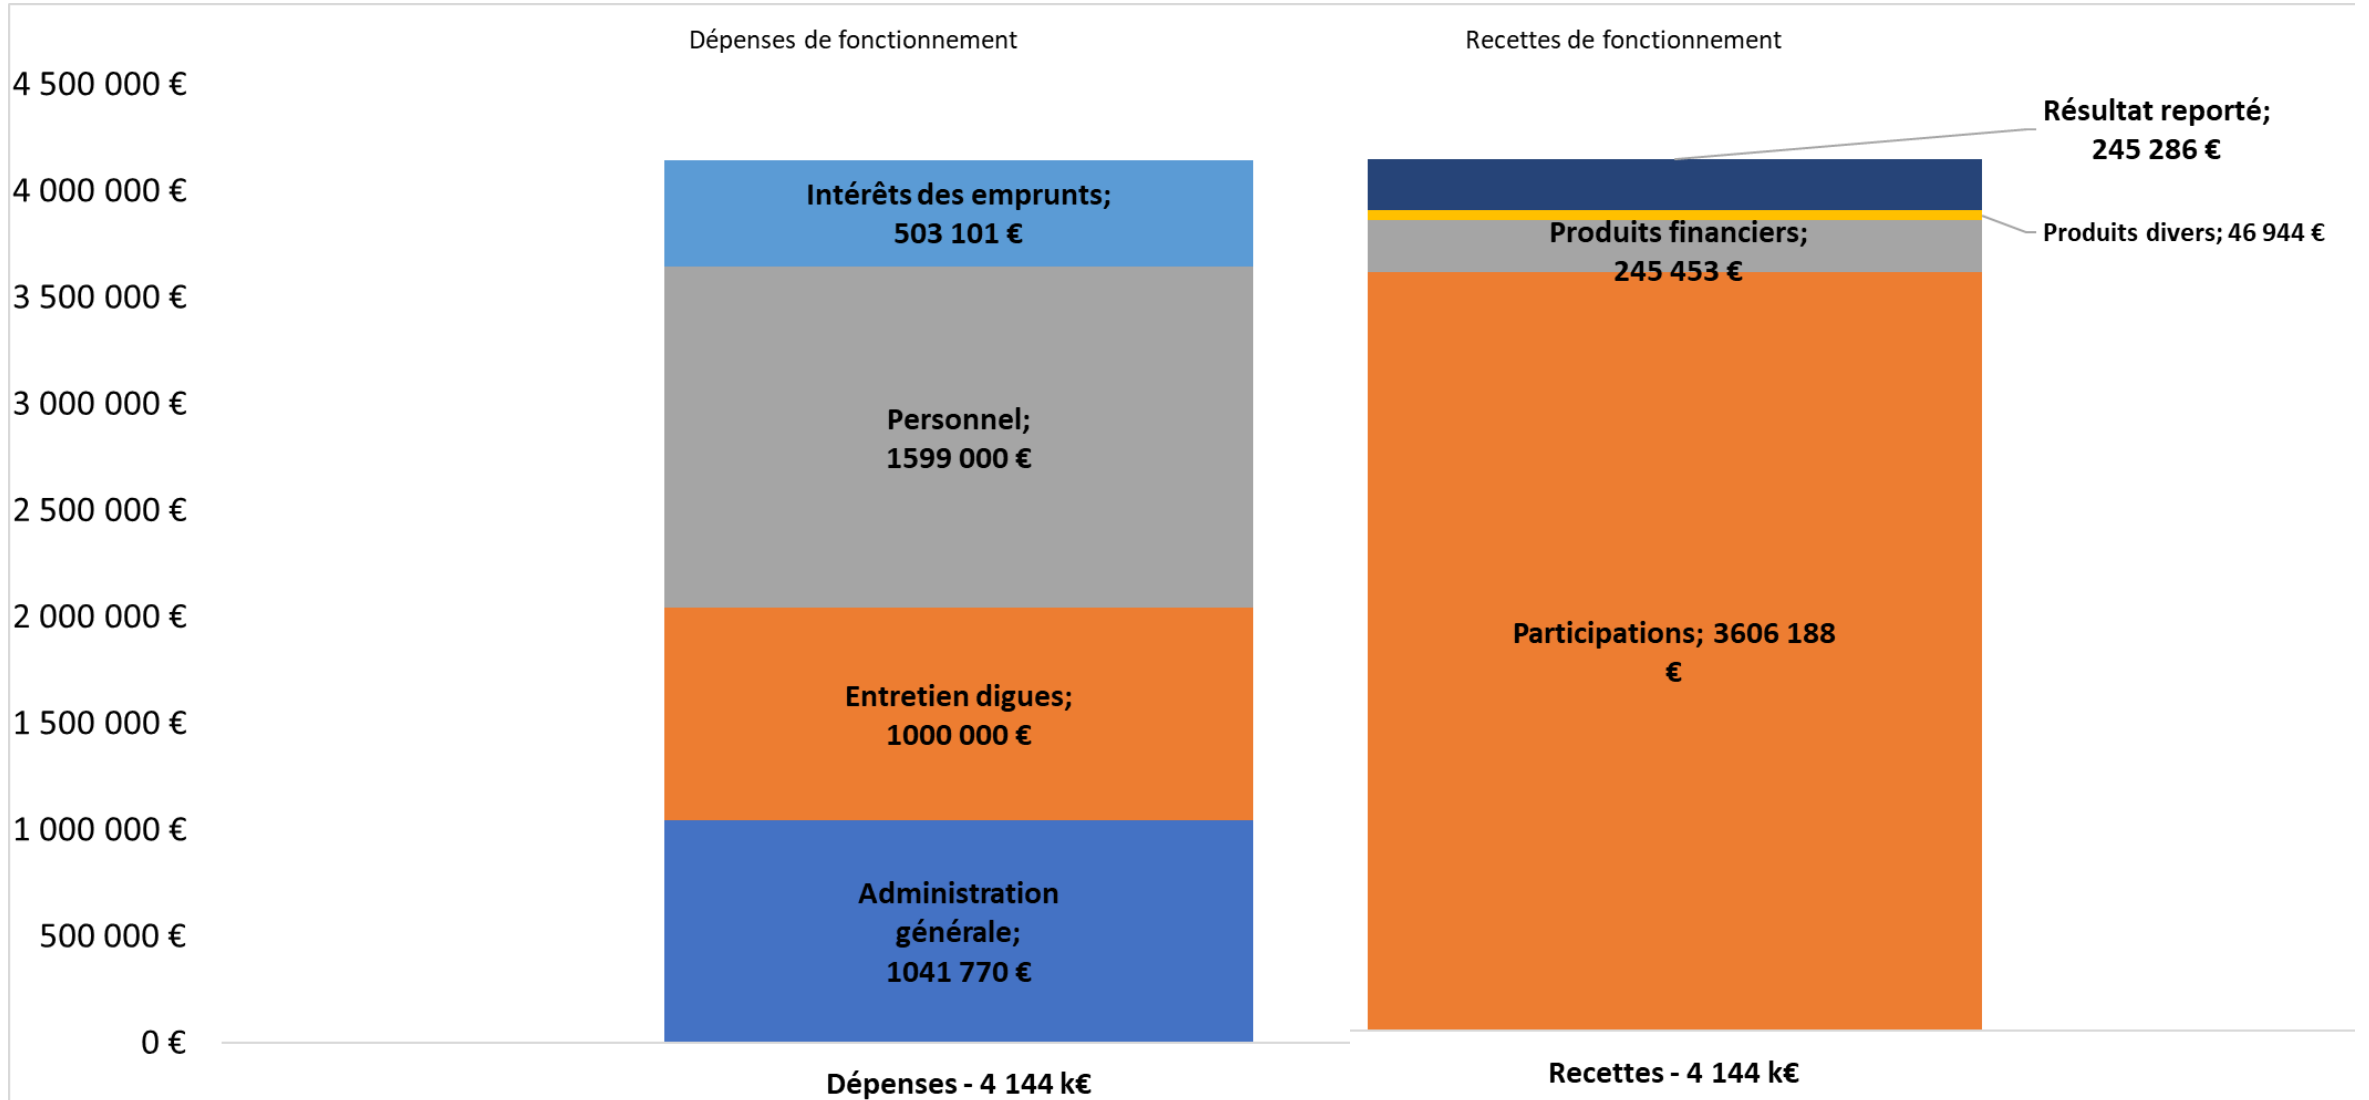 Dépenses de fonctionnement
Recettes de fonctionnement
4 500 000 €
4 000 000 €
3 500 000 €
3 000 000 €
2 500 000 €
2 000 000 €
1 500 000 €
1 000 000 €
500 000 €
0 €
Intérêts des emprunts;
503 101 €
Personnel;
1599 000 €
Entretien digues;
1000 000 €
Administration
générale;
1041 770 €
Dépenses - 4 144 k€
Résultat reporté;
245 286 €
Produits divers; 46 944 €
Produits financiers;
245 453 €
Participations; 3606 188
€
Recettes - 4 144 k€